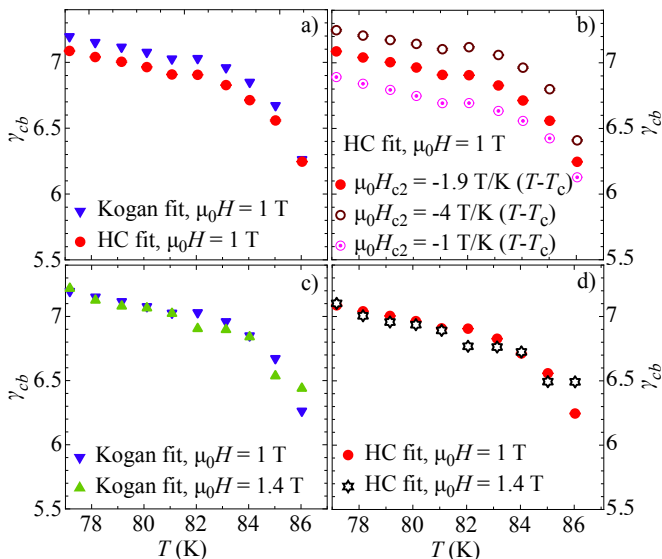 a)
7
6.5
6
5.5
γcb
Kogan fit, μ0H = 1 T
HC fit, μ0H = 1 T
b)
7
6.5
6
5.5
γcb
HC fit, μ0H = 1 T
μ0Hc2 = -1.9 T/K (T-Tc)
μ0Hc2 = -4 T/K (T-Tc)
μ0Hc2 = -1 T/K (T-Tc)
c)
7
6.5
6
5.5
γcb
Kogan fit, μ0H = 1 T
Kogan fit, μ0H = 1.4 T
78 80 82 84 86
T (K)
d)
7
6.5
6
5.5
γcb
HC fit, μ0H = 1 T
HC fit, μ0H = 1.4 T
78 80 82 84 86
T (K)